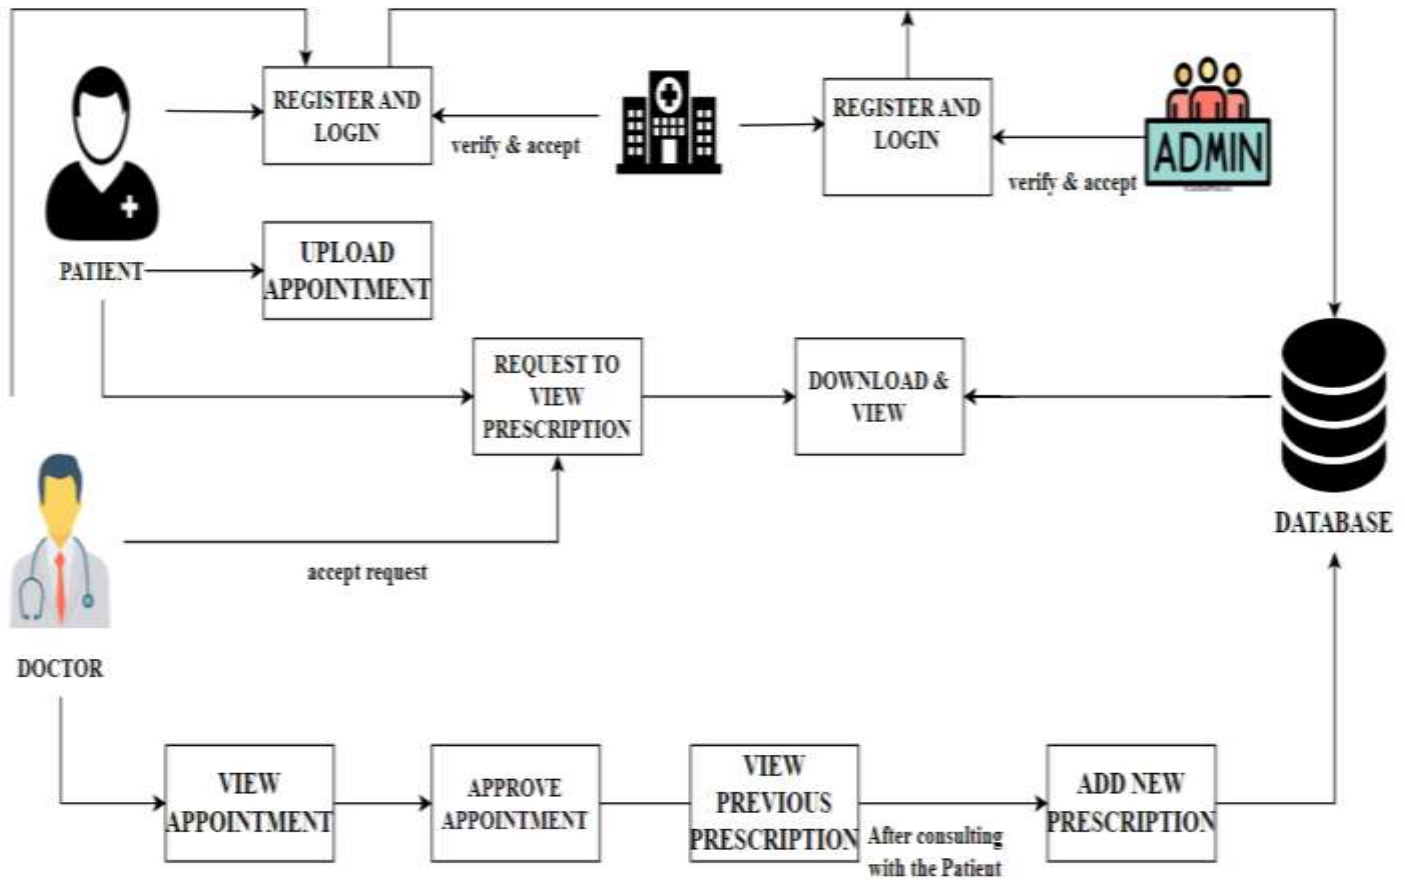 REGISTER AND
LOGIN
verify & accept
REGISTER AND
LOGIN
verify & accept
ADMIN
PATIENT
UPLOAD
APPOINTMENT
REQUEST TO
VIEW
PRESCRIPTION
DOWNLOAD &
VIEW
DATABASE
accept request
DOCTOR
VIEW
APPOINTMENT
APPROVE
APPOINTMENT
VIEW
PREVIOUS
PRESCRIPTION
After consulting
with the Patient
ADD NEW
PRESCRIPTION